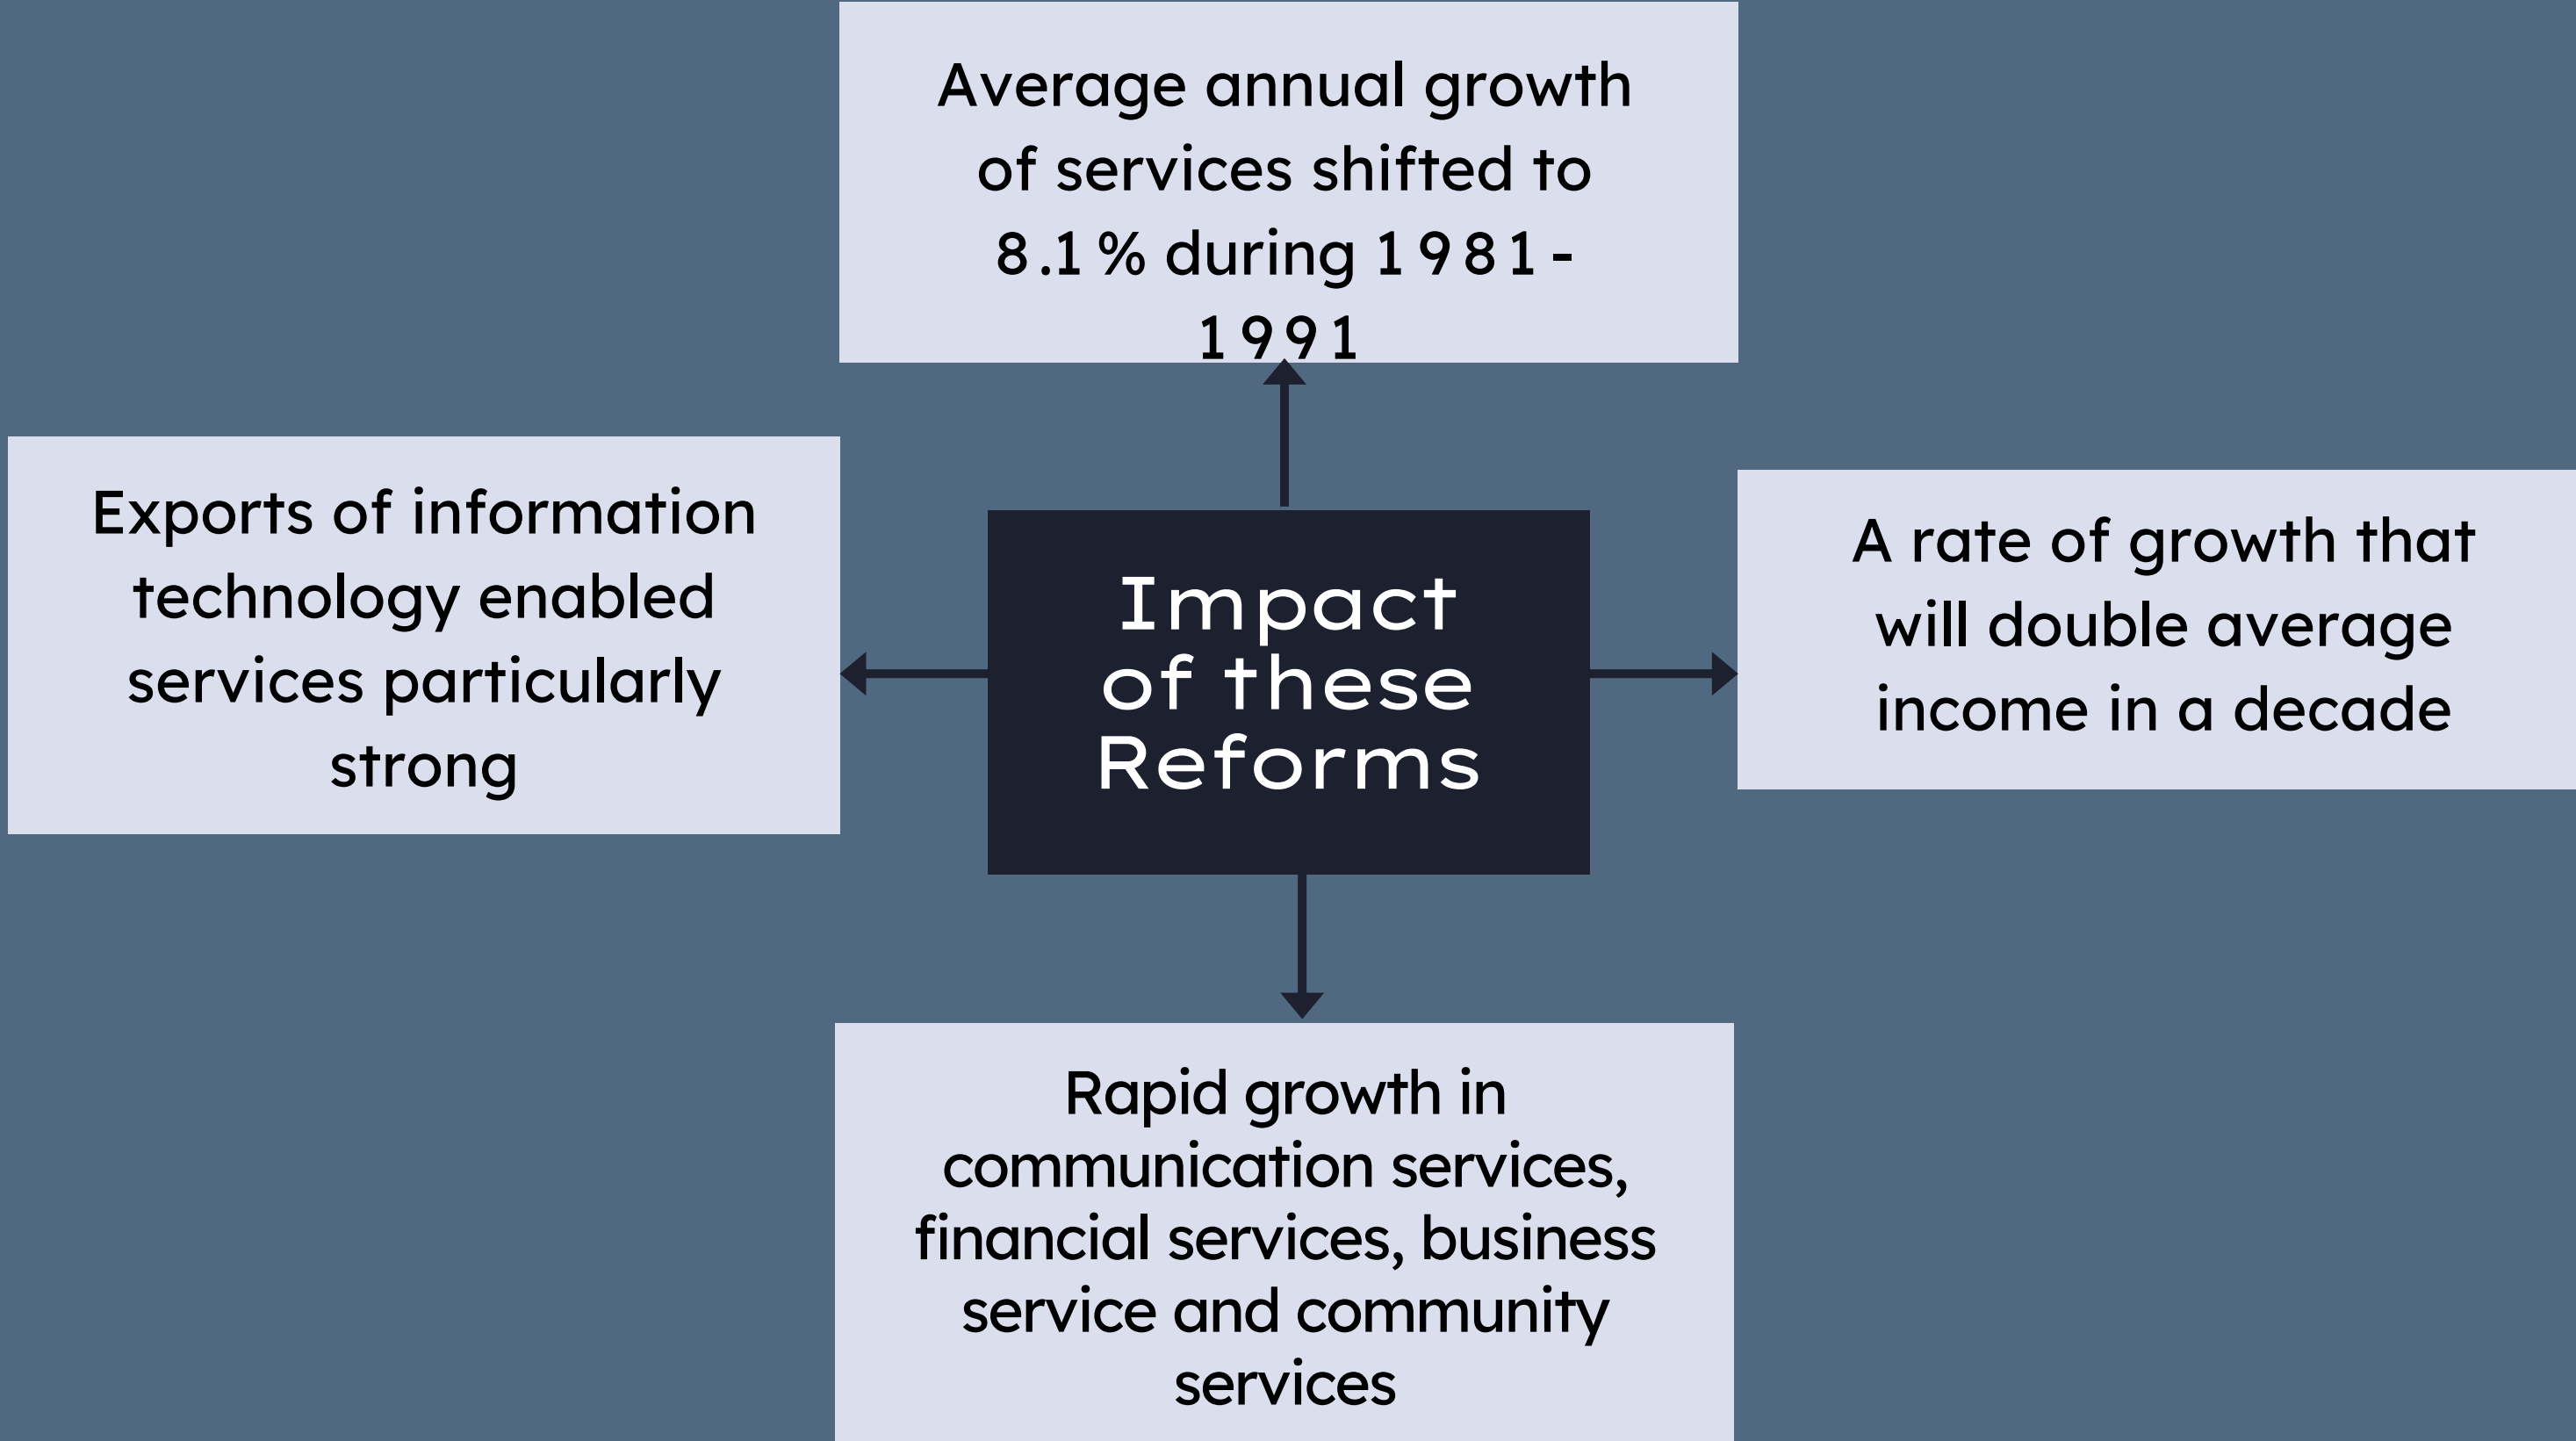 Average annual growth
of services shifted to
8.1% during 1981-
1991
Exports of information
technology enabled
services particularly
strong
Impact
of these
Reforms
A rate of growth that
will double average
income in a decade
Rapid growth in
communication services,
financial services, business
service and community
services